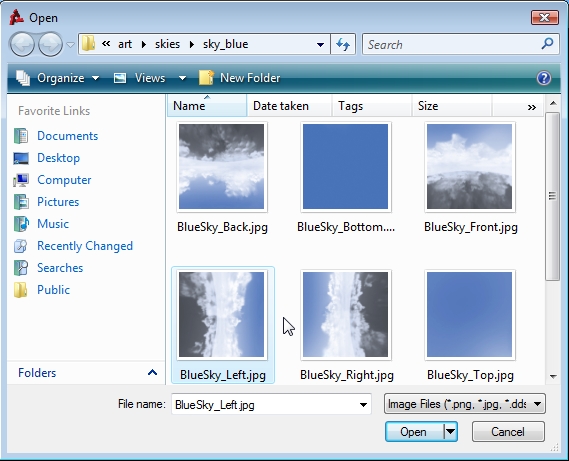 Open
« art ▸ skies ▸ sky_blue
Search
Organize Views New Folder
Favorite Links
Name Date taken Tags Size »
Documents
Desktop
Computer
Pictures
Music
Recently Changed
Searches
Public
BlueSky_Back.jpg BlueSky_Bottom.... BlueSky_Front.jpg
BlueSky_Left.jpg BlueSky_Right.jpg BlueSky_Top.jpg
Folders
File name: BlueSky_Left.jpg Image Files (*.png, *.jpg, *.dds
Open Cancel